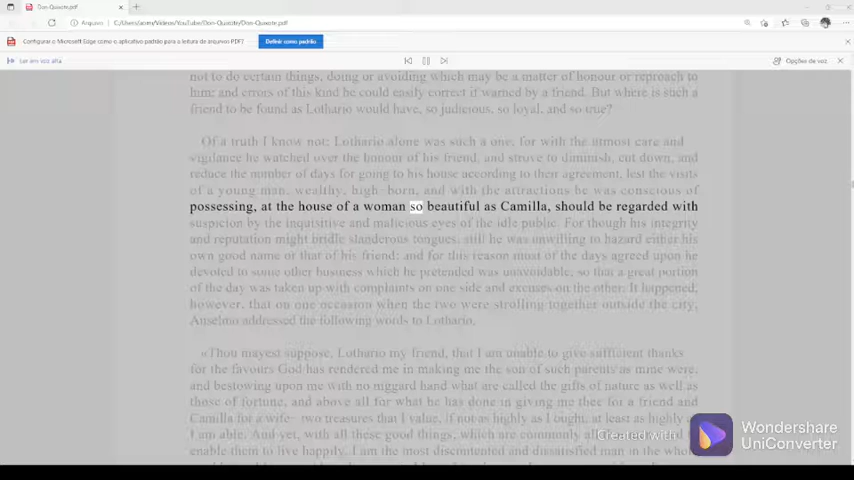 Don-Quixote.pdf
Arquivo
C:/Users/asnrn/Videos/YouTube/Don-Quixote/Don-Quixote.pdf
Configurar o Microsoft Edge como o aplicativo padrão para a leitura de arquivos PDF?
Definir como padrão
Ler em voz alta
Opções de voz
not to do certain things, doing or avoiding which may be a matter of honour or reproach to
him; and errors of this kind he could easily correct if warned by a friend. But where is such a
friend to be found as Lothario would have, so judicious, so loyal, and so true?
Of a truth I know not; Lothario alone was such a one, for with the utmost care and
vigilance he watched over the honour of his friend, and strove to diminish, cut down, and
reduce the number of days for going to his house according to their agreement, lest the visits
of a young man, wealthy, high-born, and with the attractions he was conscious of
possessing, at the house of a woman so beautiful as Camilla, should be regarded with
suspicion by the inquisitive and malicious eyes of the idle public. For though his integrity
and reputation might bridle slanderous tongues, still he was unwilling to hazard either his
own good name or that of his friend; and for this reason most of the days agreed upon he
devoted to some other business which he pretended was unavoidable; so that a great portion
of the day was taken up with complaints on one side and excuses on the other. It happened,
however, that on one occasion when the two were strolling together outside the city,
Anselmo addressed the following words to Lothario.
«Thou mayest suppose, Lothario my friend, that I am unable to give sufficient thanks
for the favours God has rendered me in making me the son of such parents as mine were,
and bestowing upon me with no niggard hand what are called the gifts of nature as well as
those of fortune, and above all for what he has done in giving me thee for a friend and
Camilla for a wife- two treasures that I value, if not as highly as I ought, at least as highly
I am able. And yet, with all these good things, which are commonly
enable them to live happily, I am the most discontented and dissatisfied man in the
Created with
Wondershare
UniConverter